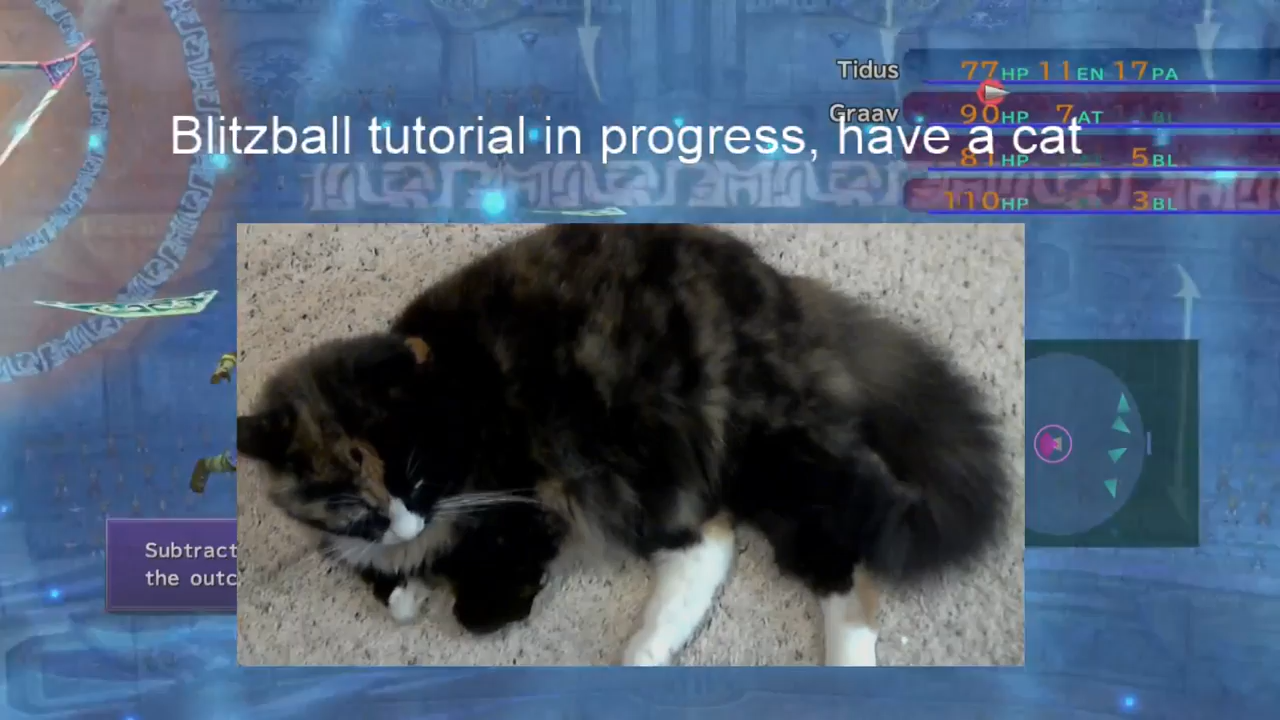 Tidus 77HP 11EN 17PA
Graav 90HP 7AT
Blitzball tutorial in progress, have a cat
81HP 5BL
110HP 3BL
Subtract
the outc